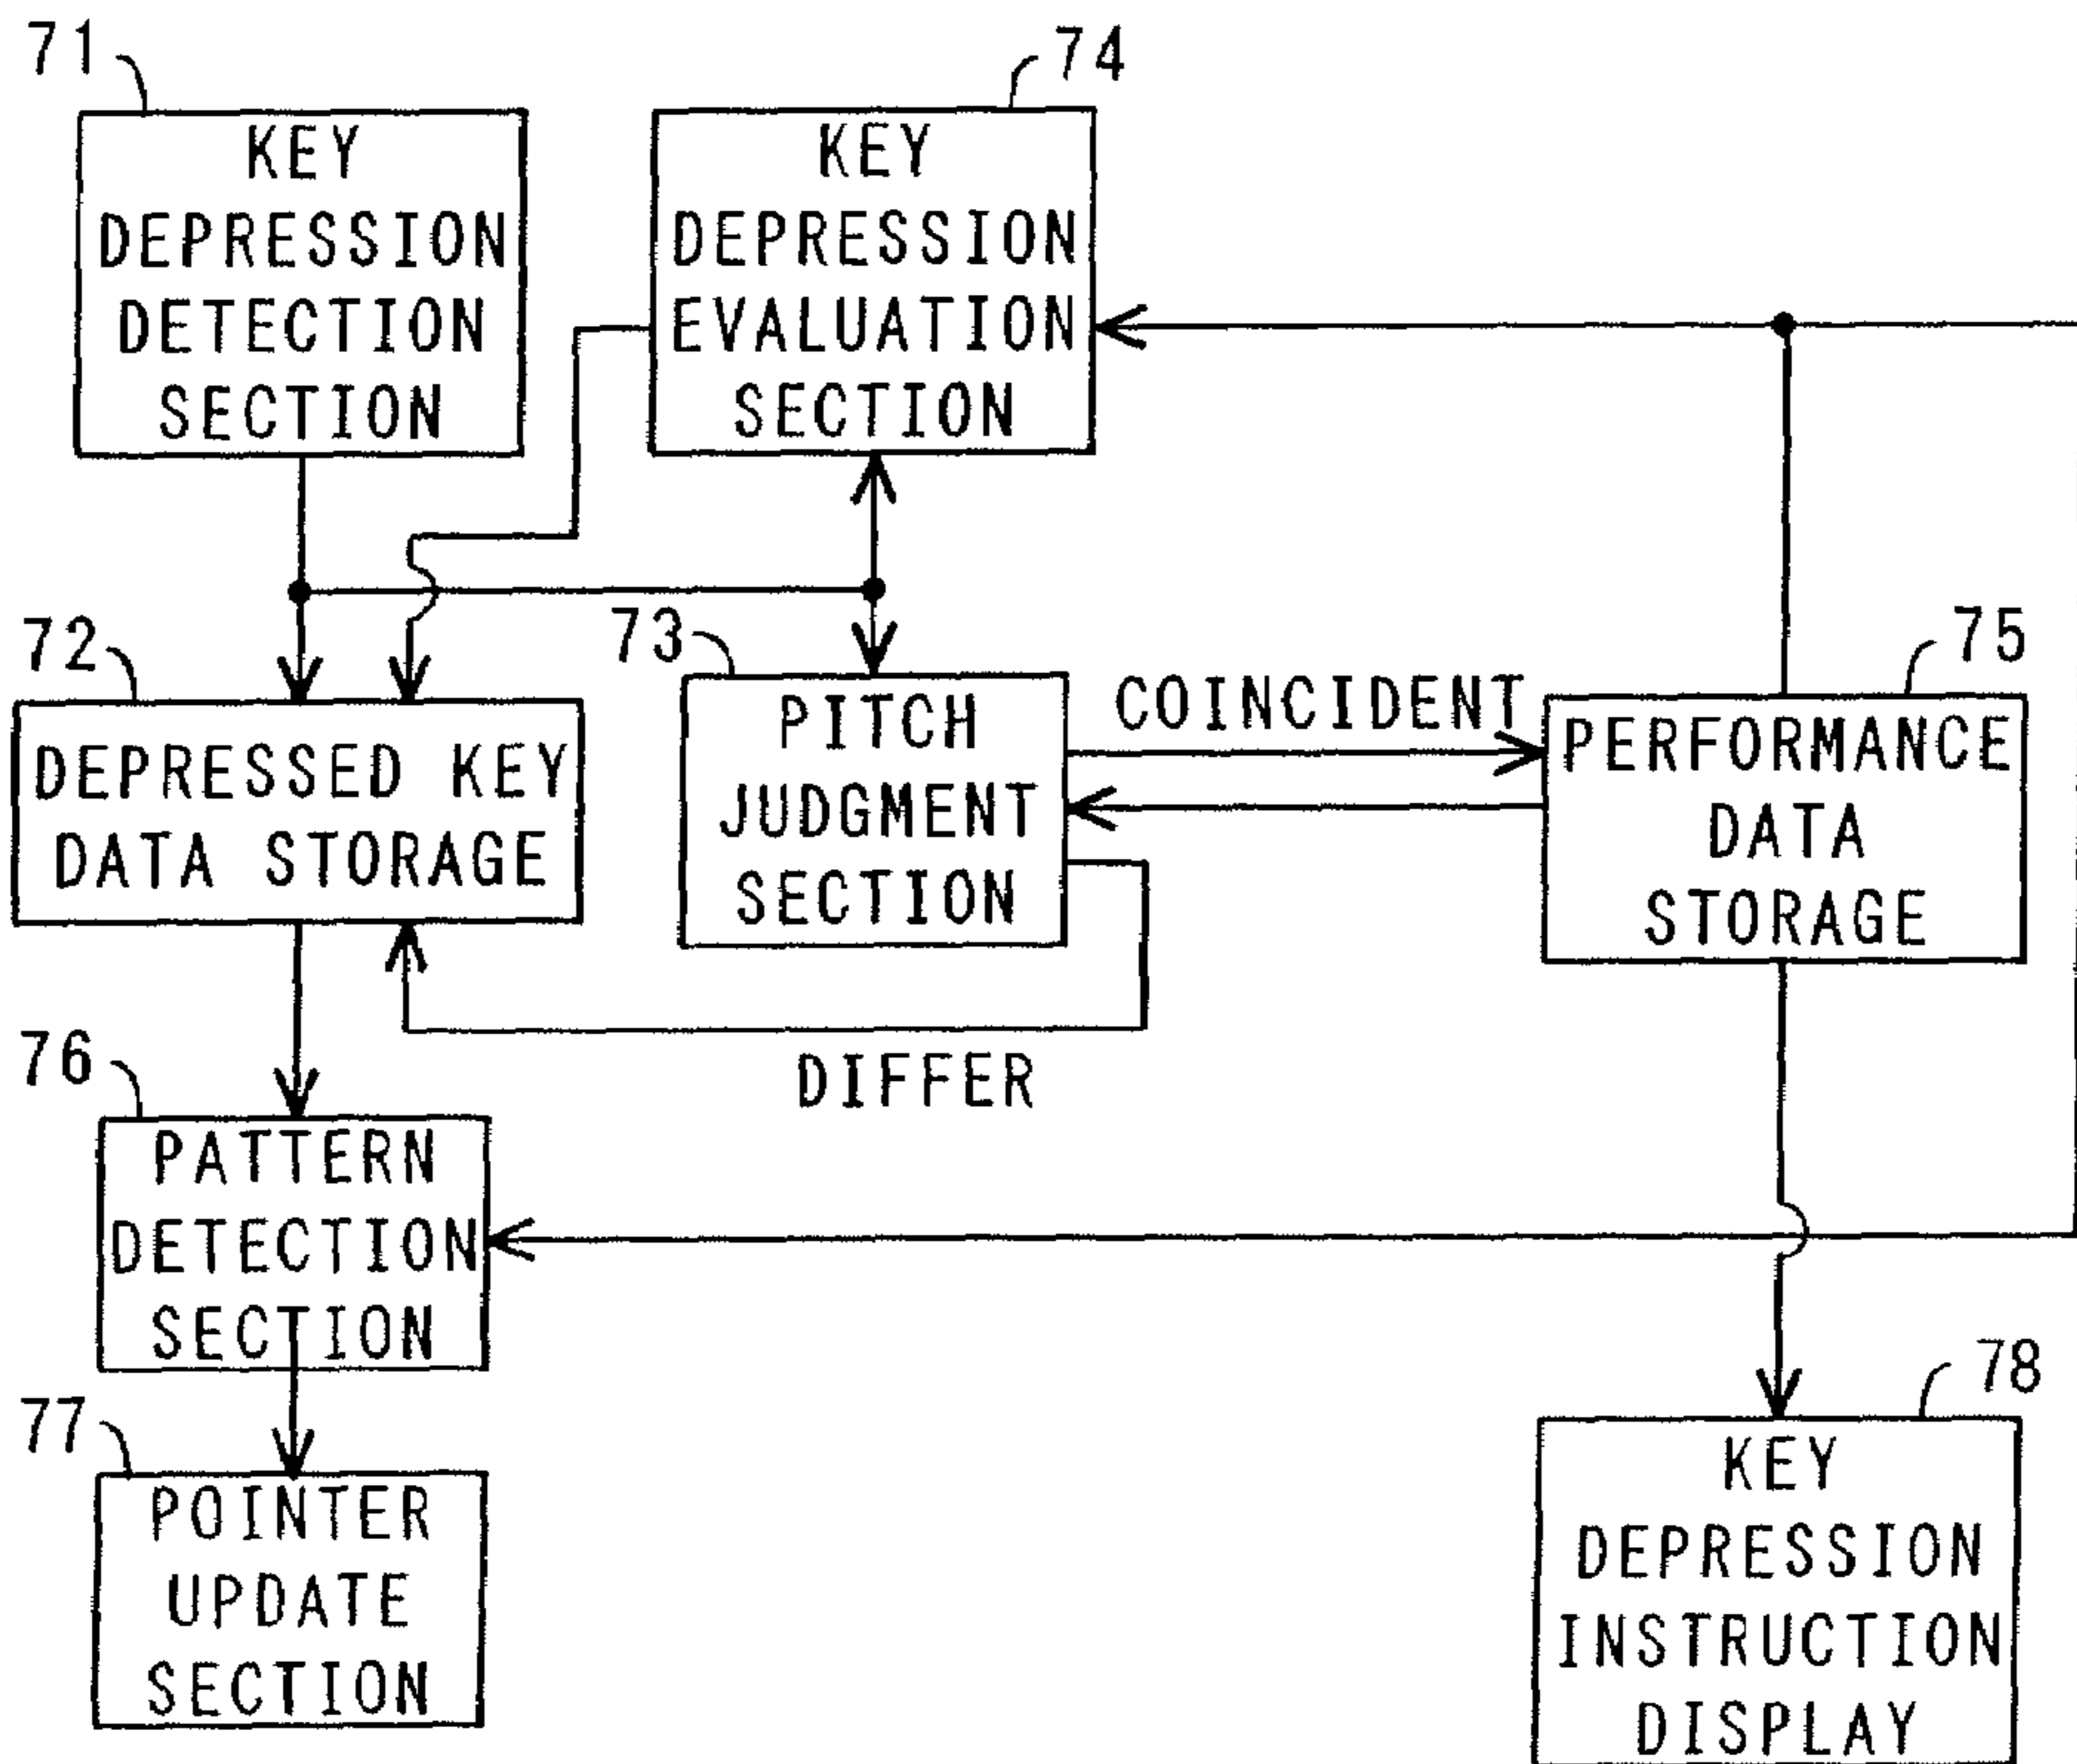 71
KEY
DEPRESSION
DETECTION
SECTION
74
KEY
DEPRESSION
EVALUATION
SECTION
72
DEPRESSED KEY
DATA STORAGE
73
PITCH
JUDGMENT
SECTION
COINCIDENT
75
PERFORMANCE
DATA
STORAGE
DIFFER
76
PATTERN
DETECTION
SECTION
77
POINTER
UPDATE
SECTION
78
KEY
DEPRESSION
INSTRUCTION
DISPLAY